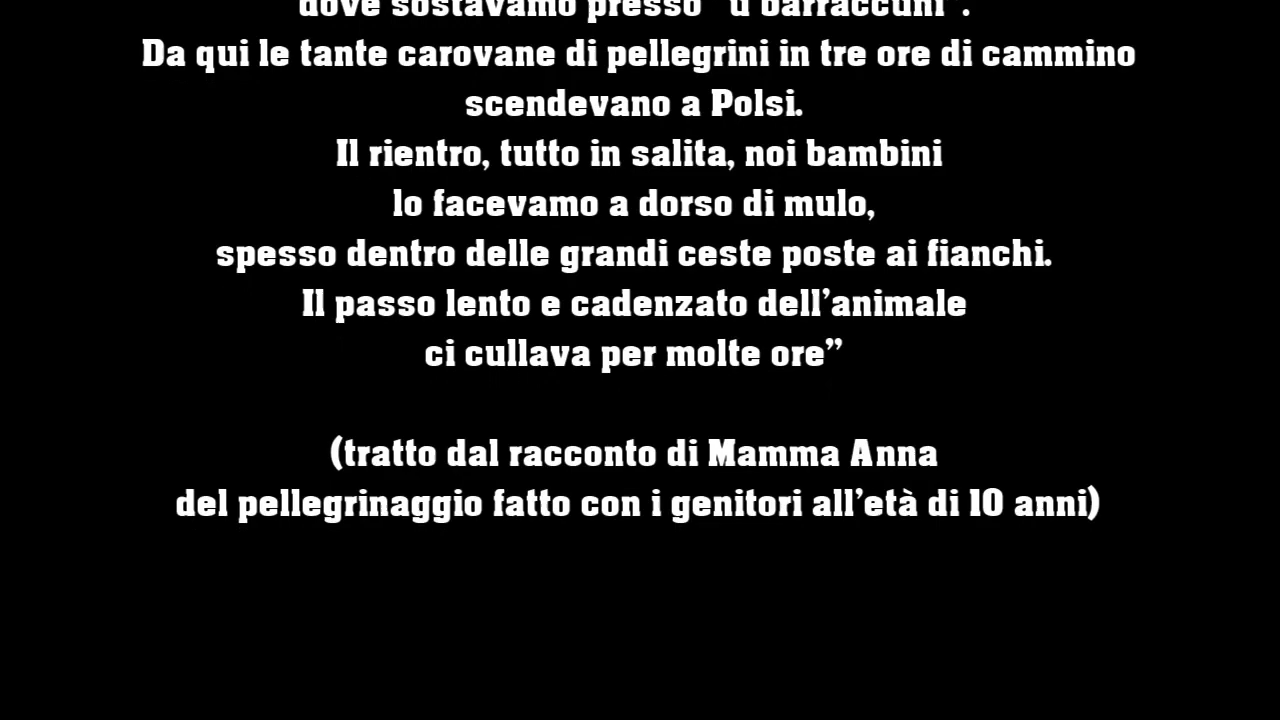 dove sostavamo presso "u barraccuni".
Da qui le tante carovane di pellegrini in tre ore di cammino
scendevano a Polsi.
Il rientro, tutto in salita, noi bambini
lo facevamo a dorso di mulo,
spesso dentro delle grandi ceste poste ai fianchi.
Il passo lento e cadenzato dell’animale
ci cullava per molte ore”
(tratto dal racconto di Mamma Anna
del pellegrinaggio fatto con i genitori all’età di 10 anni)